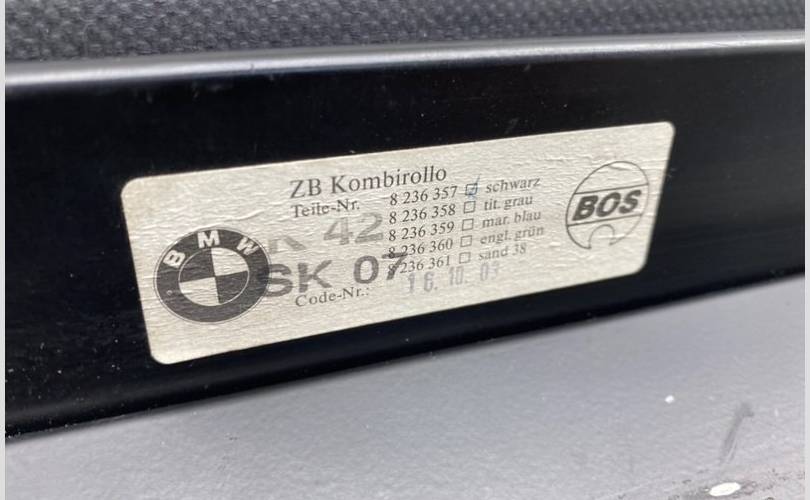 ZB Kombirollo
Teile-Nr. 8 236 357 ☑ schwarz
8 236 358 ☐ tit. grau
8 236 359 ☐ mar. blau
8 236 360 ☐ engl. grün
8 236 361 ☐ sand 38
K 42
SK 07
Code-Nr.: 16. 10. 03
BMW
BOS